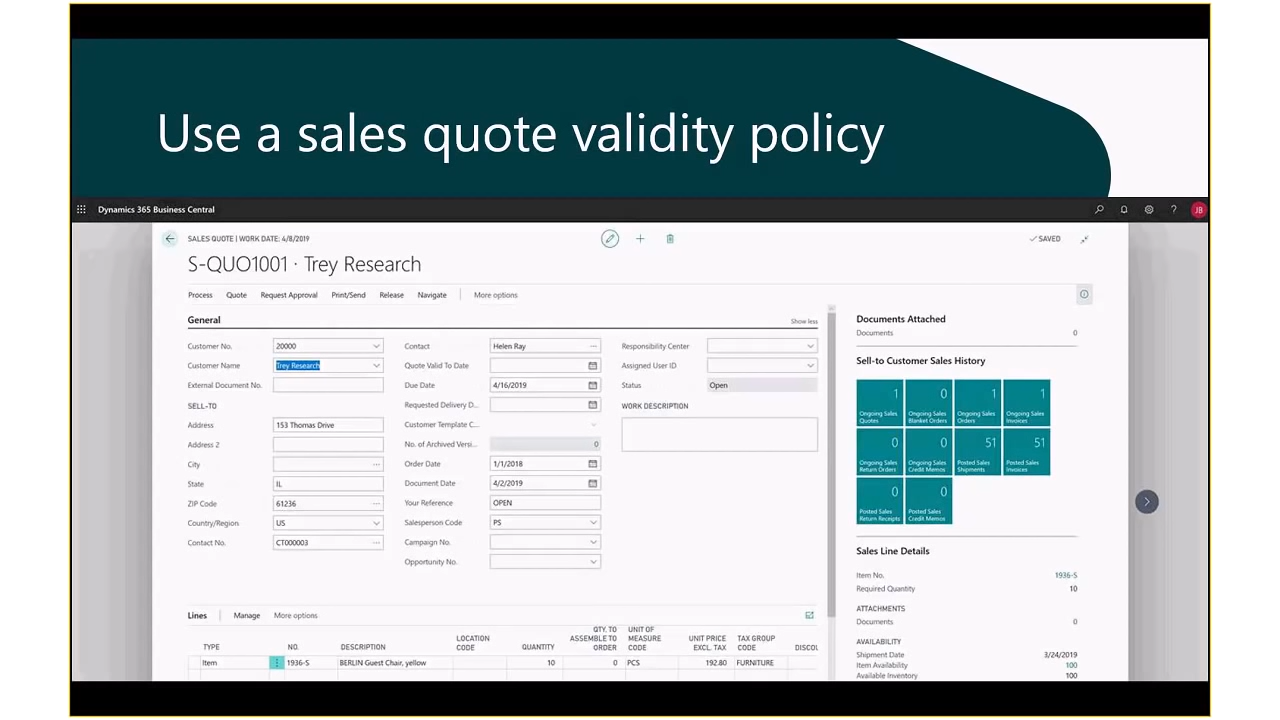 Use a sales quote validity policy
Dynamics 365 Business Central
JB
SALES QUOTE | WORK DATE: 4/8/2019
SAVED
S-QUO1001 · Trey Research
Process Quote Request Approval Print/Send Release Navigate More options
General
Show less
Customer No. 20000
Customer Name Trey Research
External Document No.
SELL-TO
Address 153 Thomas Drive
Address 2
City
State IL
ZIP Code 61236
Country/Region US
Contact No. CT000003
Contact Helen Ray
Quote Valid To Date
Due Date 4/16/2019
Requested Delivery D...
Customer Template C...
No. of Archived Versi... 0
Order Date 1/1/2018
Document Date 4/2/2019
Your Reference OPEN
Salesperson Code PS
Campaign No.
Opportunity No.
Responsibility Center
Assigned User ID
Status Open
WORK DESCRIPTION
Lines Manage More options
TYPE NO. DESCRIPTION LOCATION CODE QUANTITY QTY. TO ASSEMBLE TO ORDER UNIT OF MEASURE CODE UNIT PRICE EXCL. TAX TAX GROUP CODE DISCOU
Item 1936-S BERLIN Guest Chair, yellow 10 0 PCS 192.80 FURNITURE
Documents Attached
Documents 0
Sell-to Customer Sales History
1 Ongoing Sales Quotes
0 Ongoing Sales Blanket Orders
1 Ongoing Sales Orders
1 Ongoing Sales Invoices
0 Ongoing Sales Return Orders
0 Ongoing Sales Credit Memos
51 Posted Sales Shipments
51 Posted Sales Invoices
0 Posted Sales Return Receipts
0 Posted Sales Credit Memos
Sales Line Details
Item No. 1936-S
Required Quantity 10
ATTACHMENTS
Documents 0
AVAILABILITY
Shipment Date 3/24/2019
Item Availability 100
Available Inventory 100